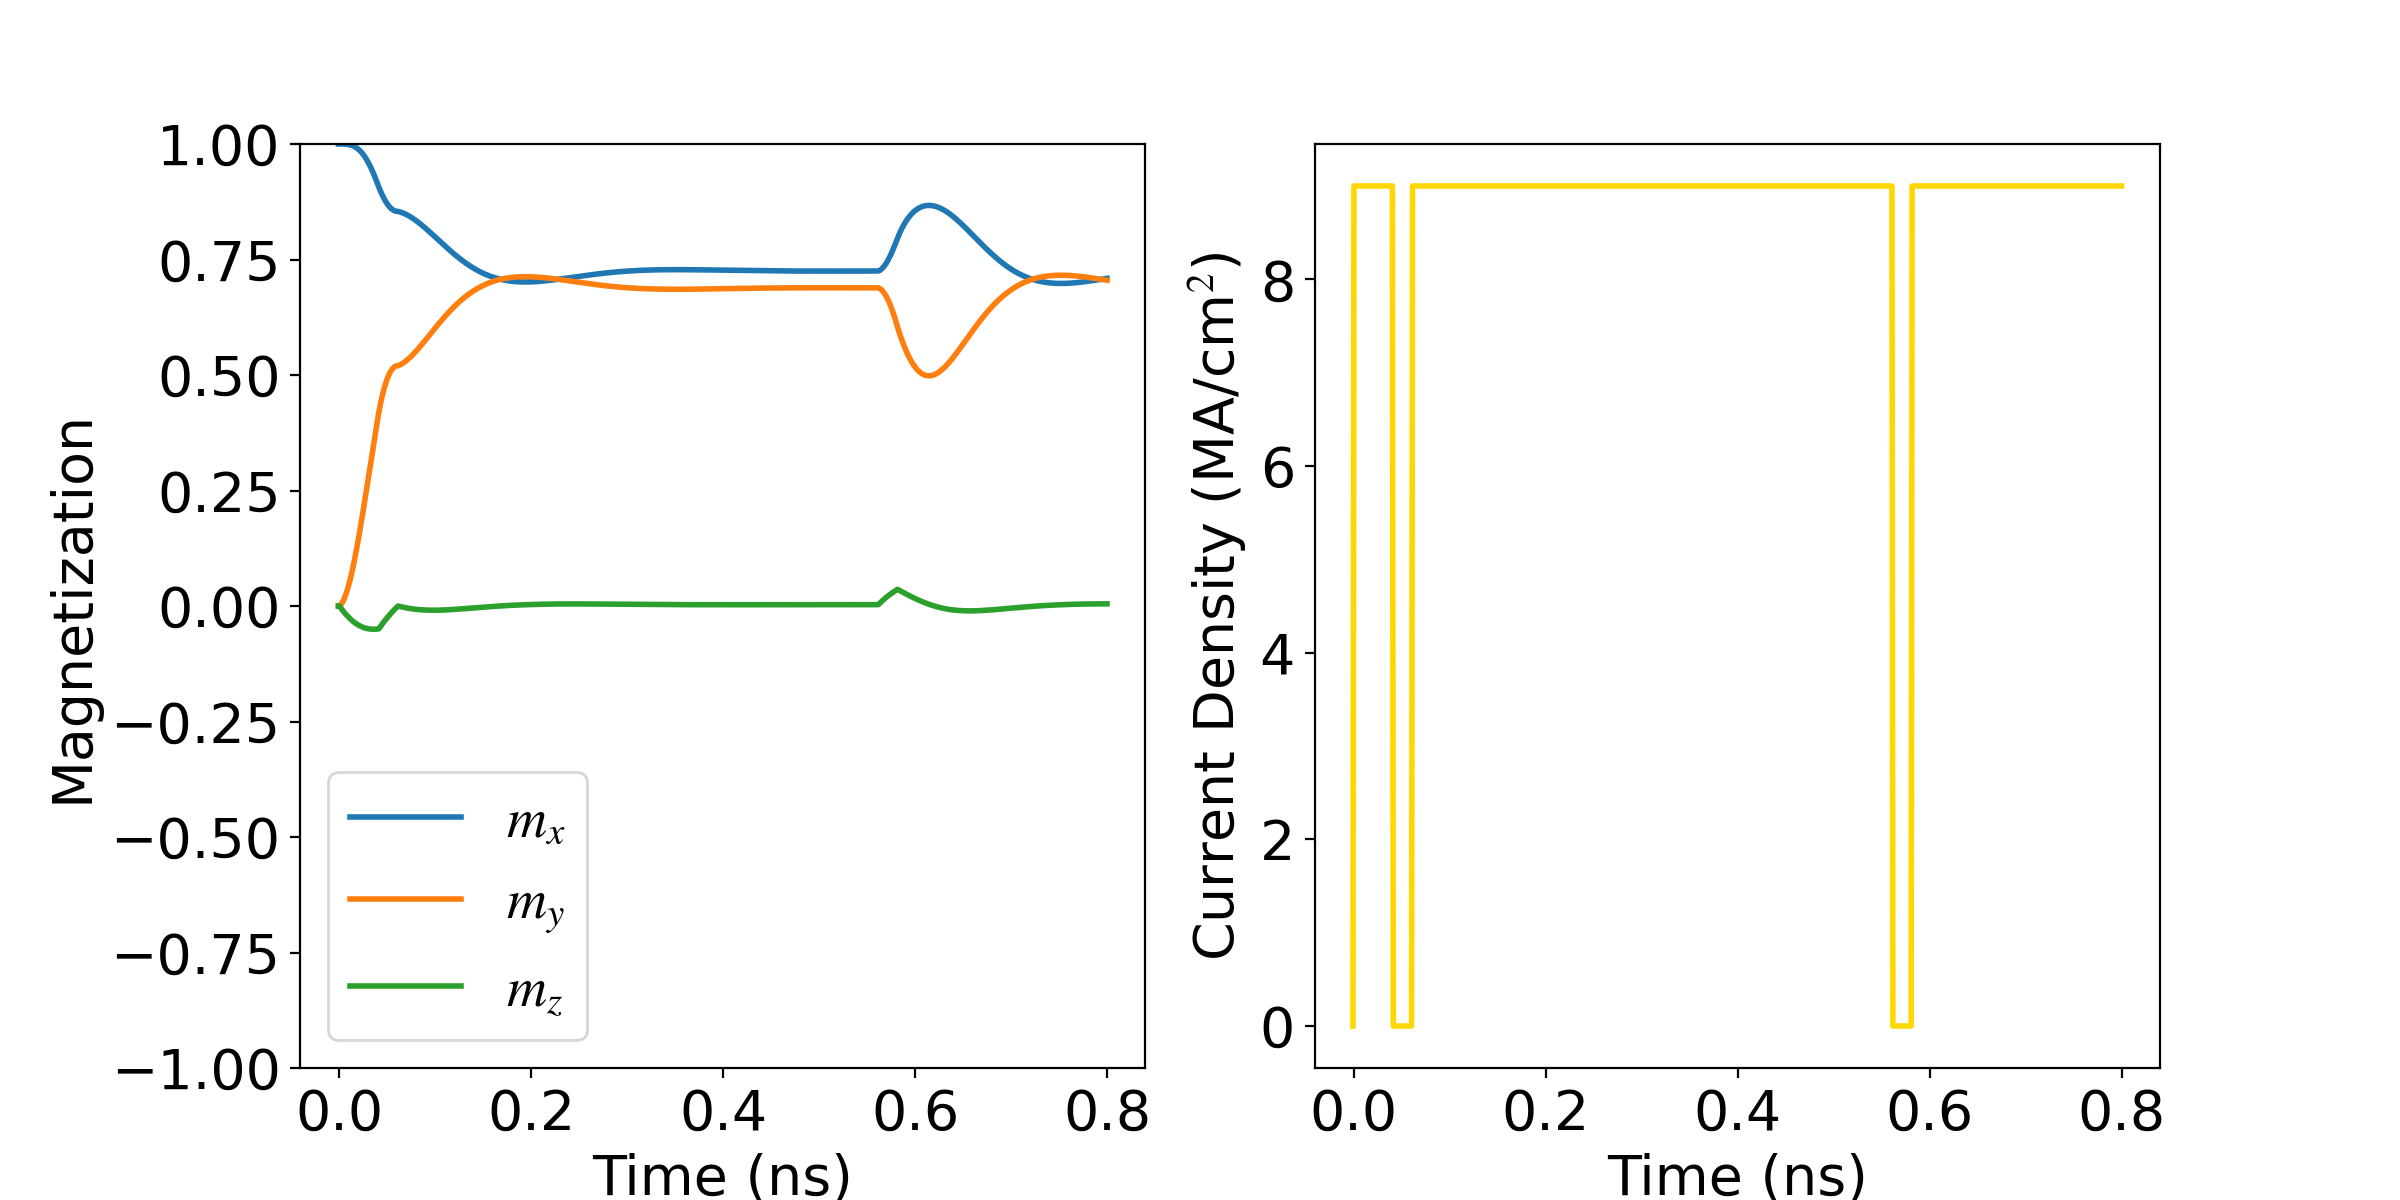 1.00
0.75
0.50
0.25
0.00
−0.25
−0.50
−0.75
−1.00
Magnetization
0.0 0.2 0.4 0.6 0.8
Time (ns)
m_x
m_y
m_z
8
6
4
2
0
Current Density (MA/cm²)
0.0 0.2 0.4 0.6 0.8
Time (ns)